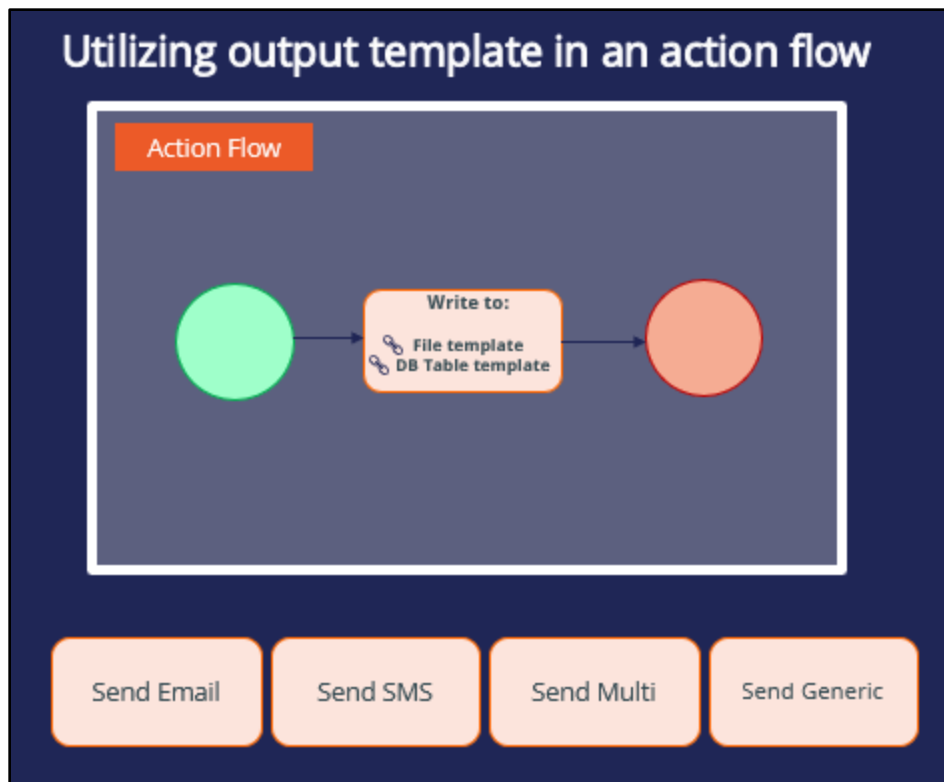 Utilizing output template in an action flow
Action Flow
Write to:
File template
DB Table template
Send Email
Send SMS
Send Multi
Send Generic